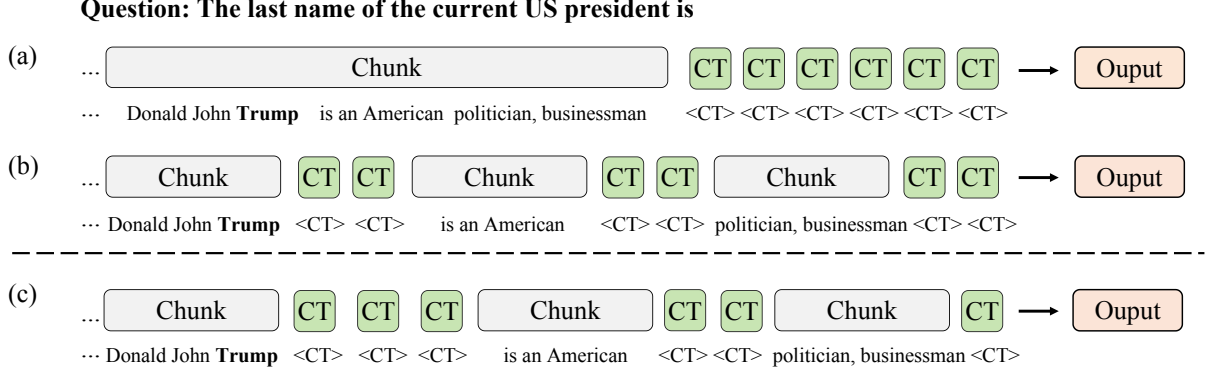 Question: The last name of the current US president is
(a) ... Chunk CT CT CT CT CT CT Ouput
... Donald John Trump is an American politician, businessman <CT> <CT> <CT> <CT> <CT> <CT>
(b) ... Chunk CT CT Chunk CT CT Chunk CT CT Ouput
... Donald John Trump <CT> <CT> is an American <CT> <CT> politician, businessman <CT> <CT>
(c) ... Chunk CT CT CT Chunk CT CT Chunk CT Ouput
... Donald John Trump <CT> <CT> <CT> is an American <CT> <CT> politician, businessman <CT>